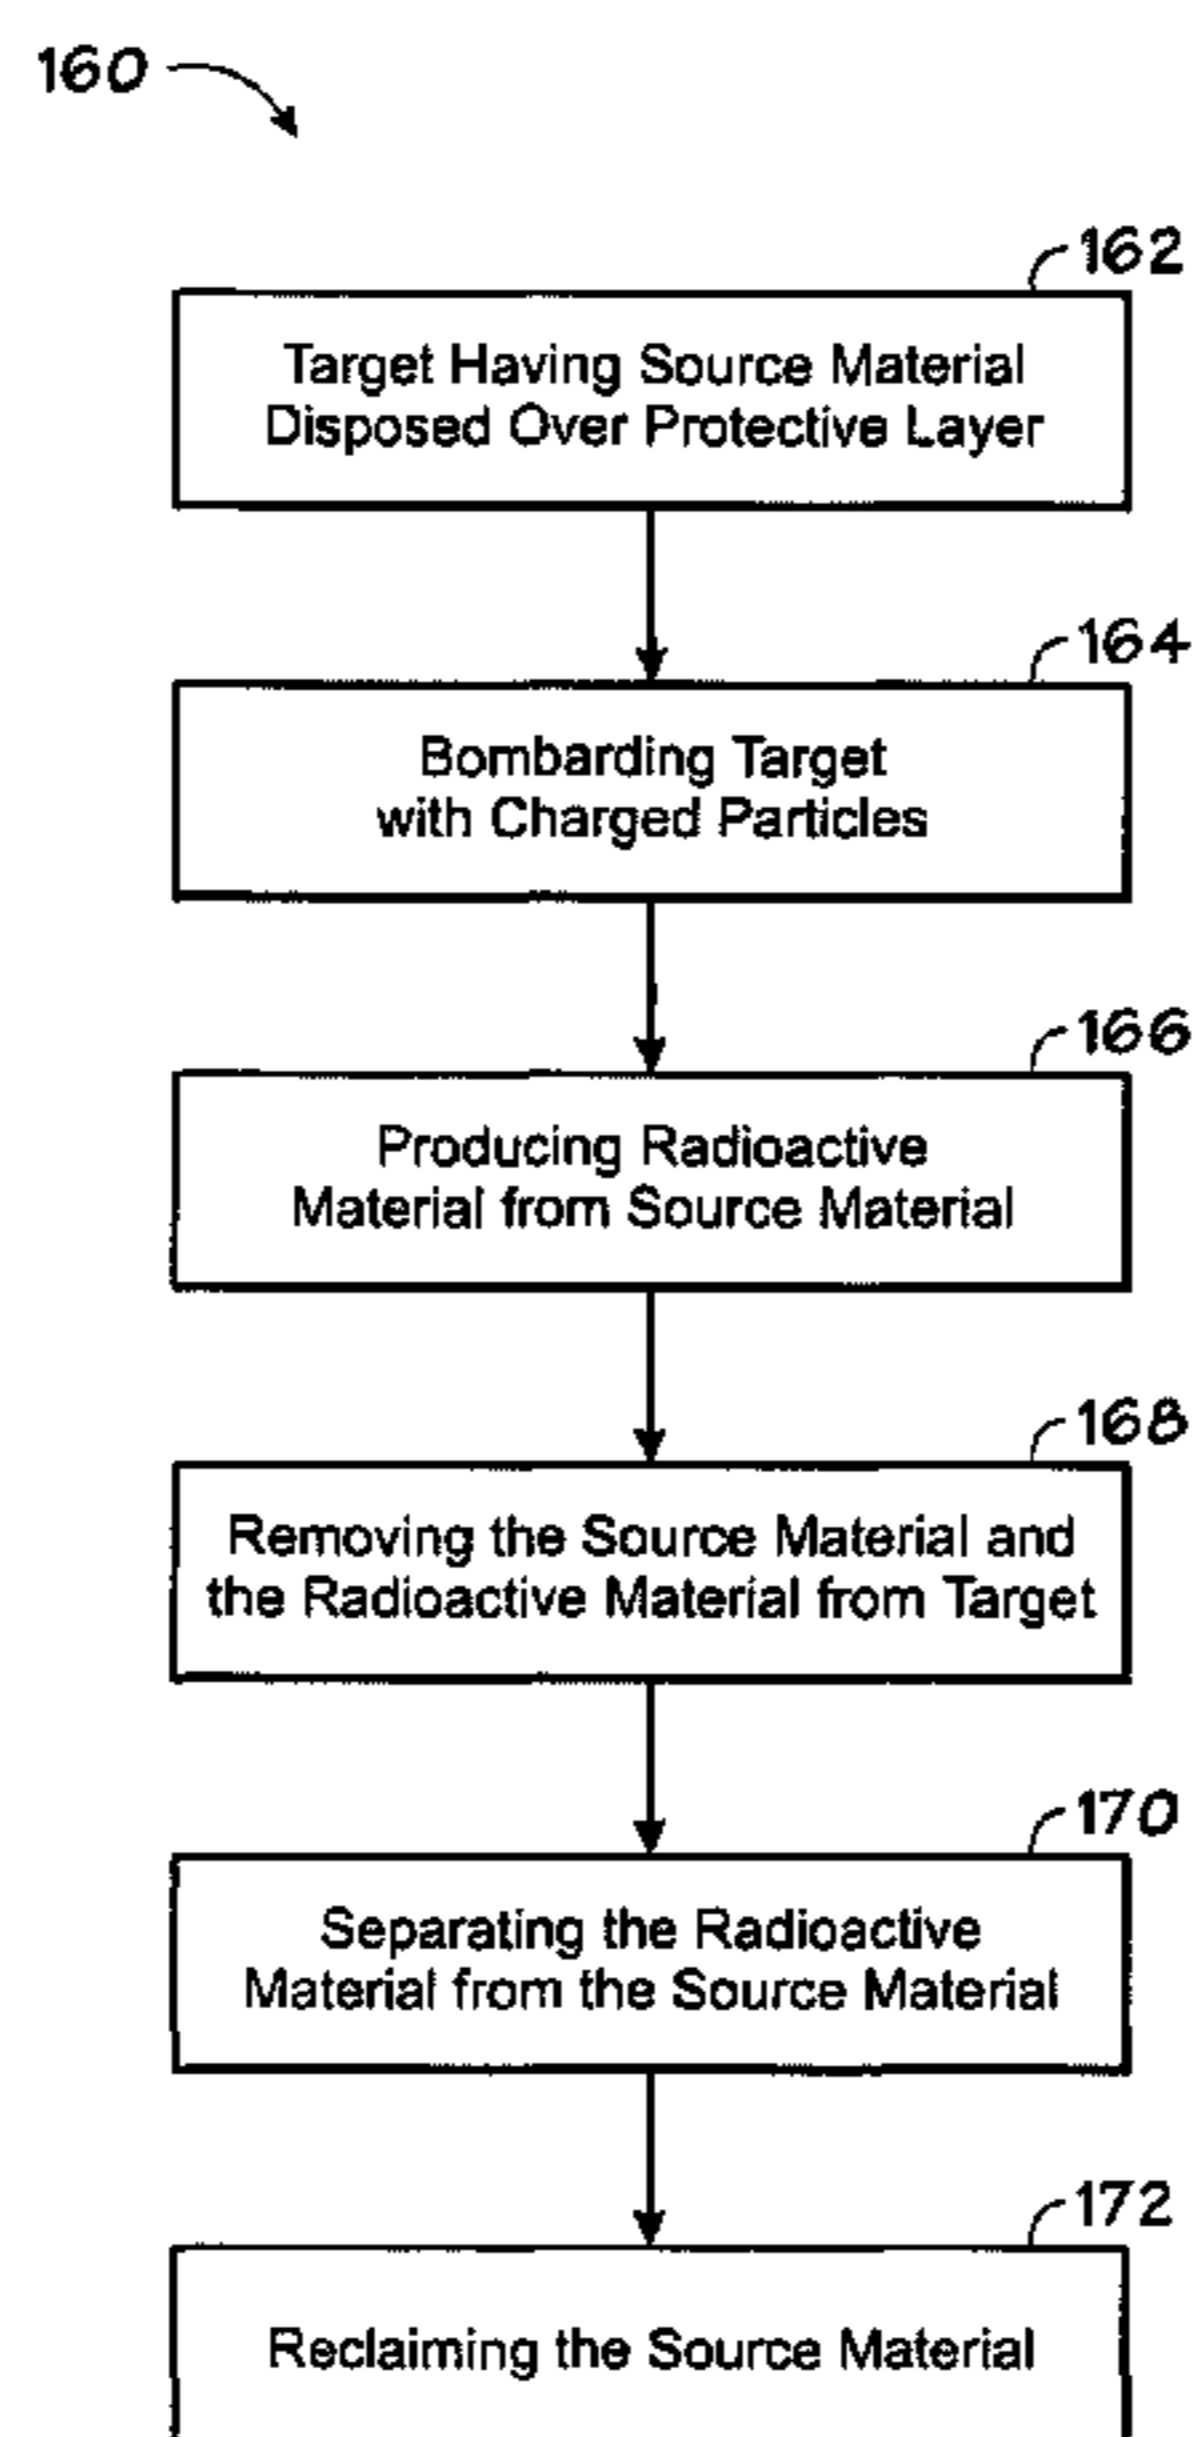 160
162
Target Having Source Material
Disposed Over Protective Layer
164
Bombarding Target
with Charged Particles
166
Producing Radioactive
Material from Source Material
168
Removing the Source Material and
the Radioactive Material from Target
170
Separating the Radioactive
Material from the Source Material
172
Reclaiming the Source Material